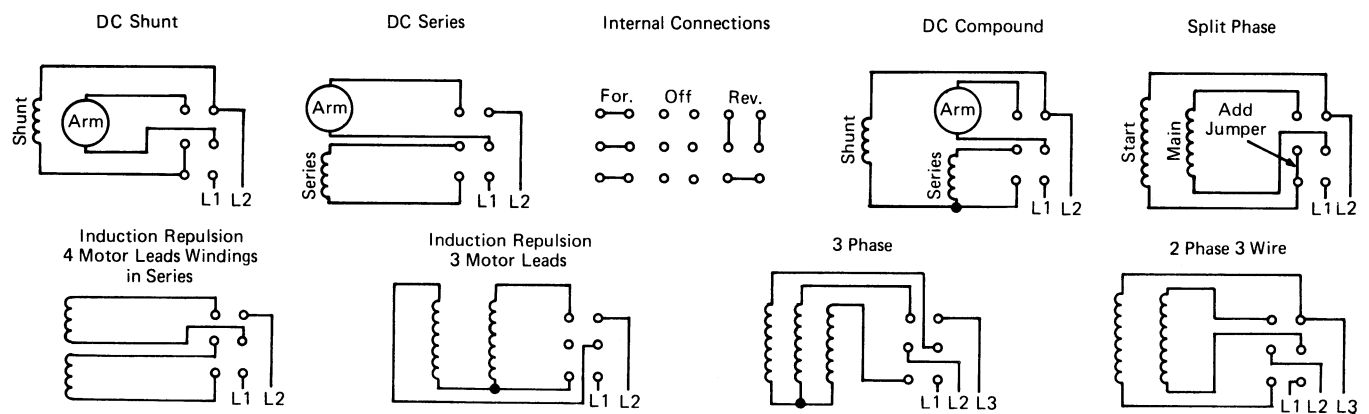 DC Shunt
Shunt
Arm
L1 L2
DC Series
Arm
Series
L1 L2
Internal Connections
For. Off Rev.
DC Compound
Shunt
Arm
Series
L1 L2
Split Phase
Start
Main
Add
Jumper
L1 L2
Induction Repulsion
4 Motor Leads Windings
in Series
L1 L2
Induction Repulsion
3 Motor Leads
L1 L2
3 Phase
L1 L2 L3
2 Phase 3 Wire
L1 L2 L3